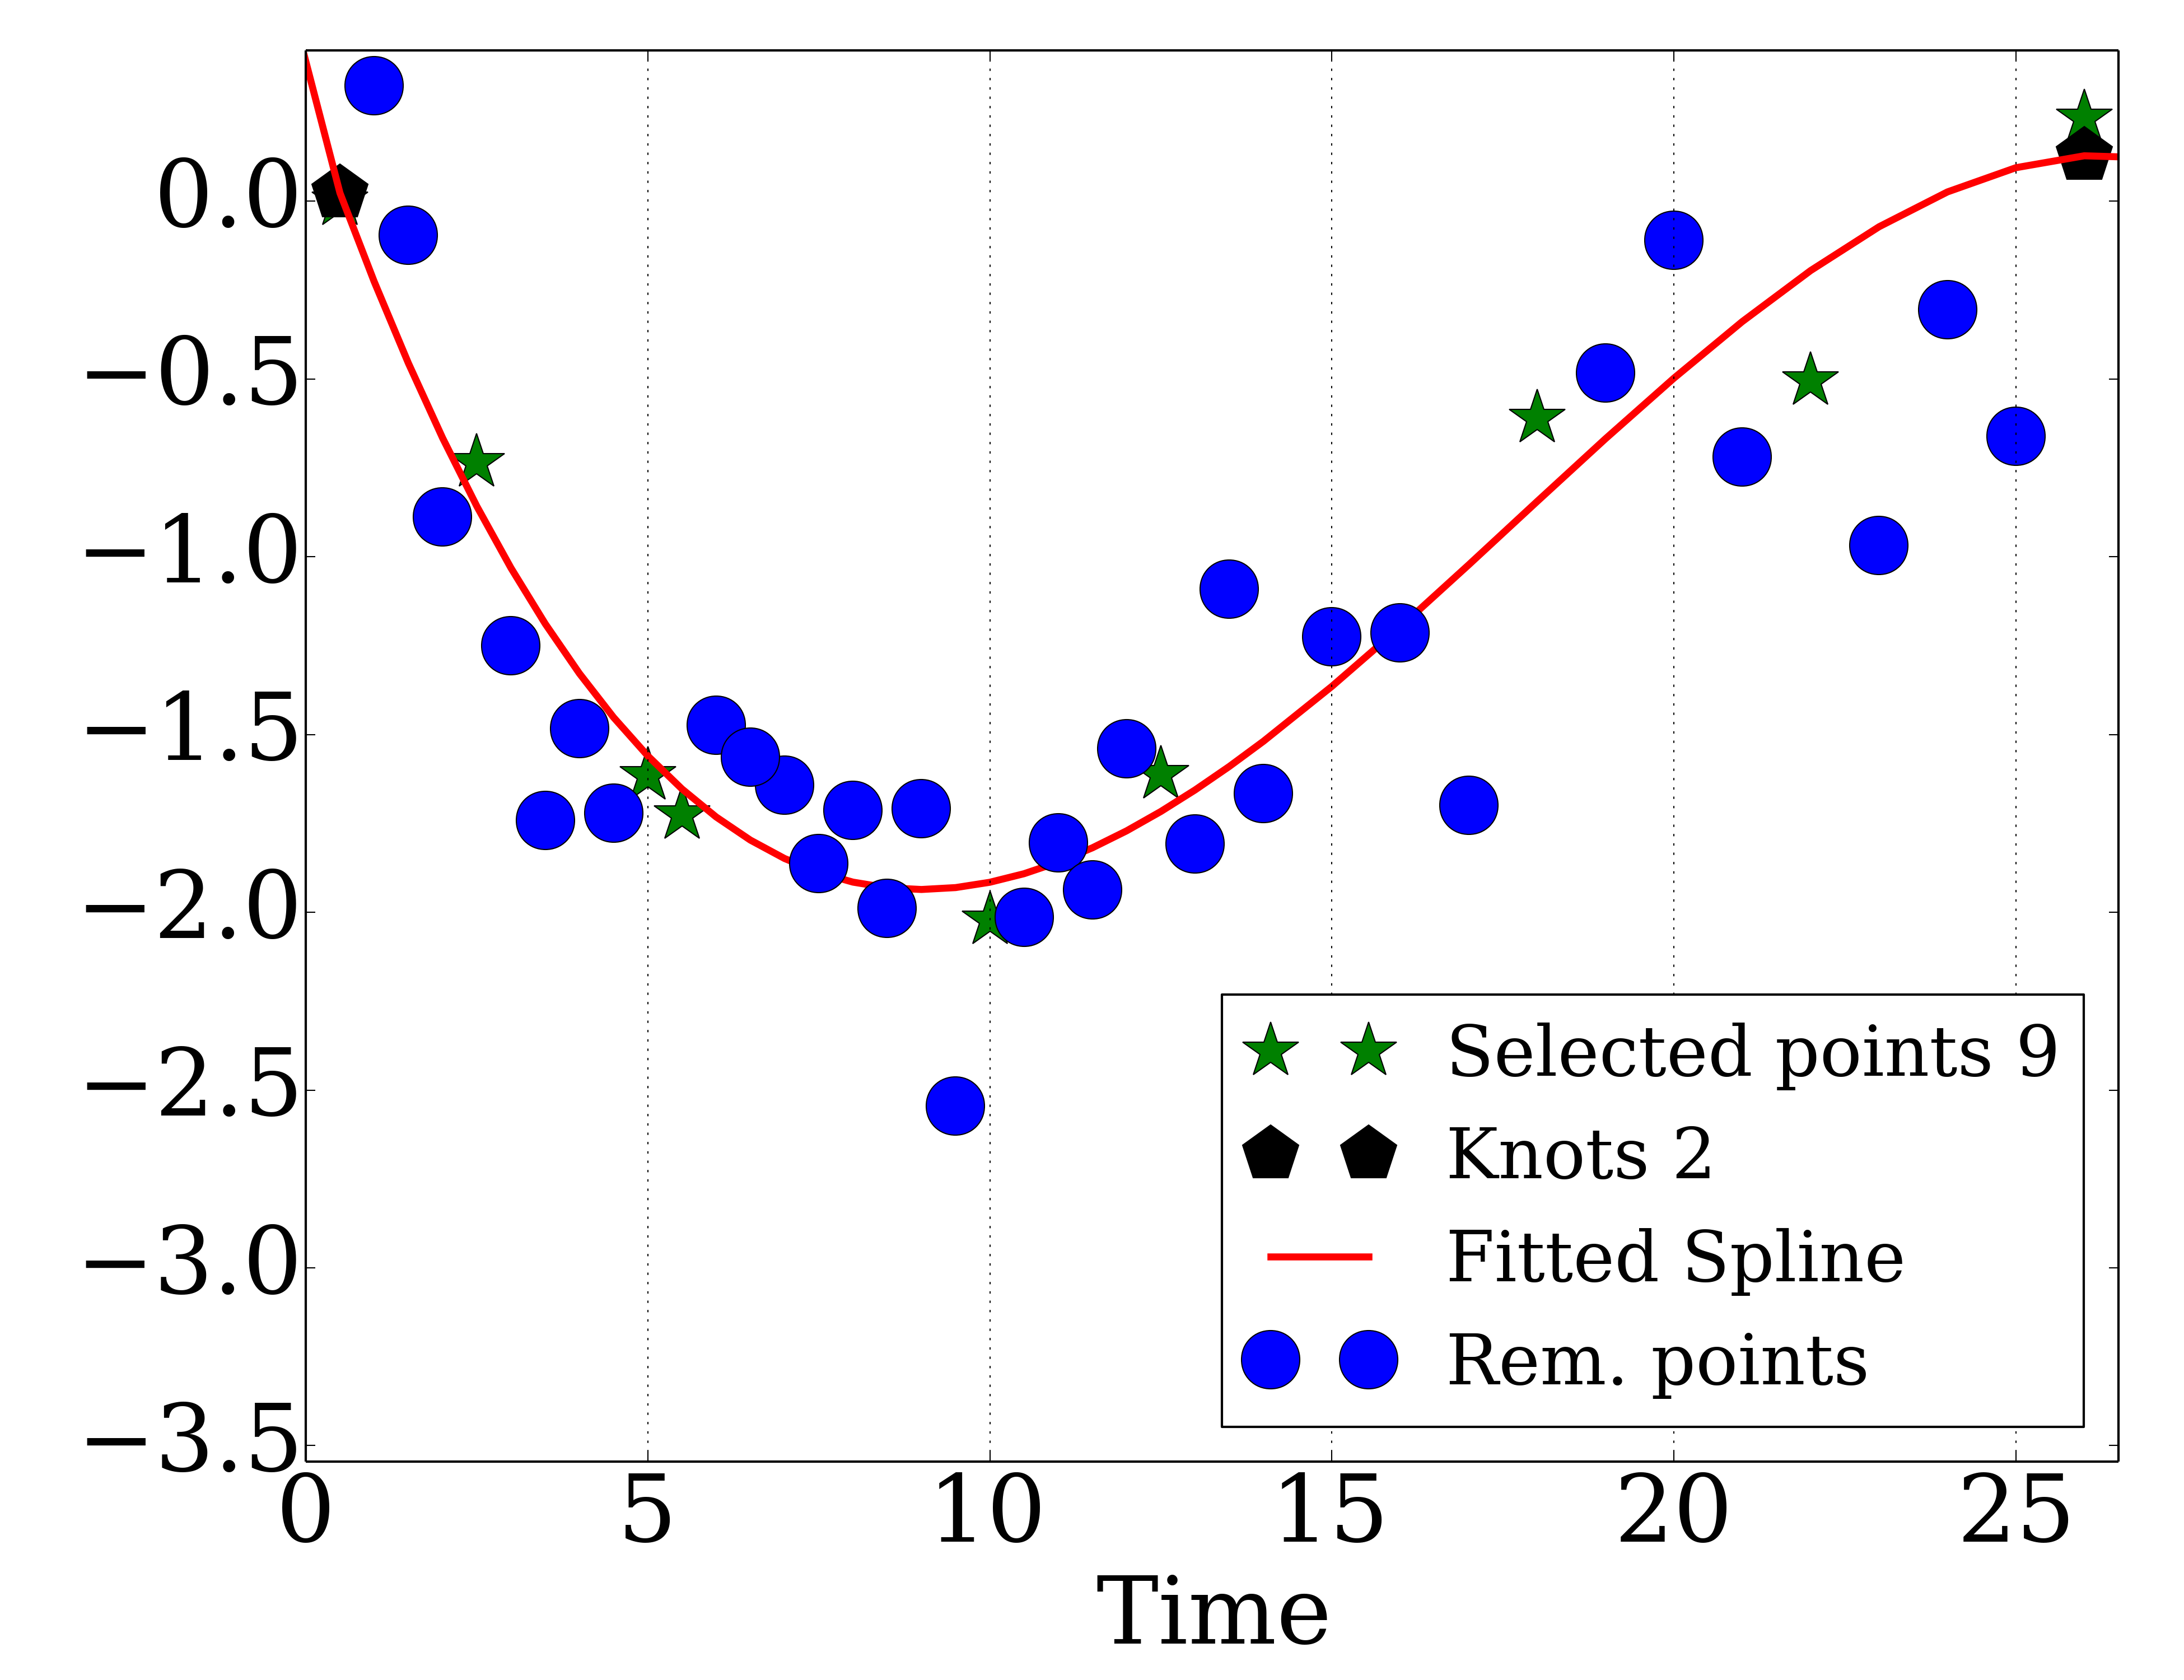 0.0
−0.5
−1.0
−1.5
−2.0
−2.5
−3.0
−3.5
0 5 10 15 20 25
Time
Selected points 9
Knots 2
Fitted Spline
Rem. points